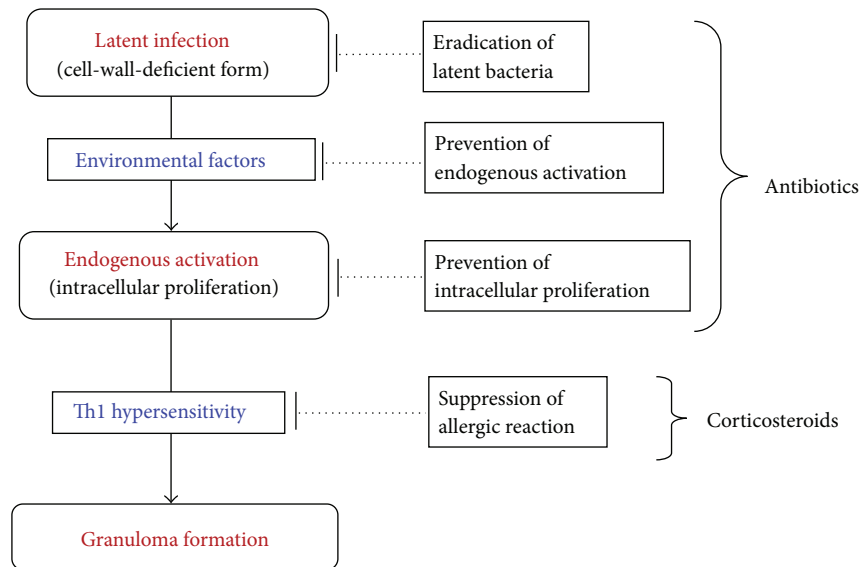 Latent infection
(cell-wall-deficient form)
Eradication of
latent bacteria
Environmental factors
Prevention of
endogenous activation
Antibiotics
Endogenous activation
(intracellular proliferation)
Prevention of
intracellular proliferation
Th1 hypersensitivity
Suppression of
allergic reaction
Corticosteroids
Granuloma formation